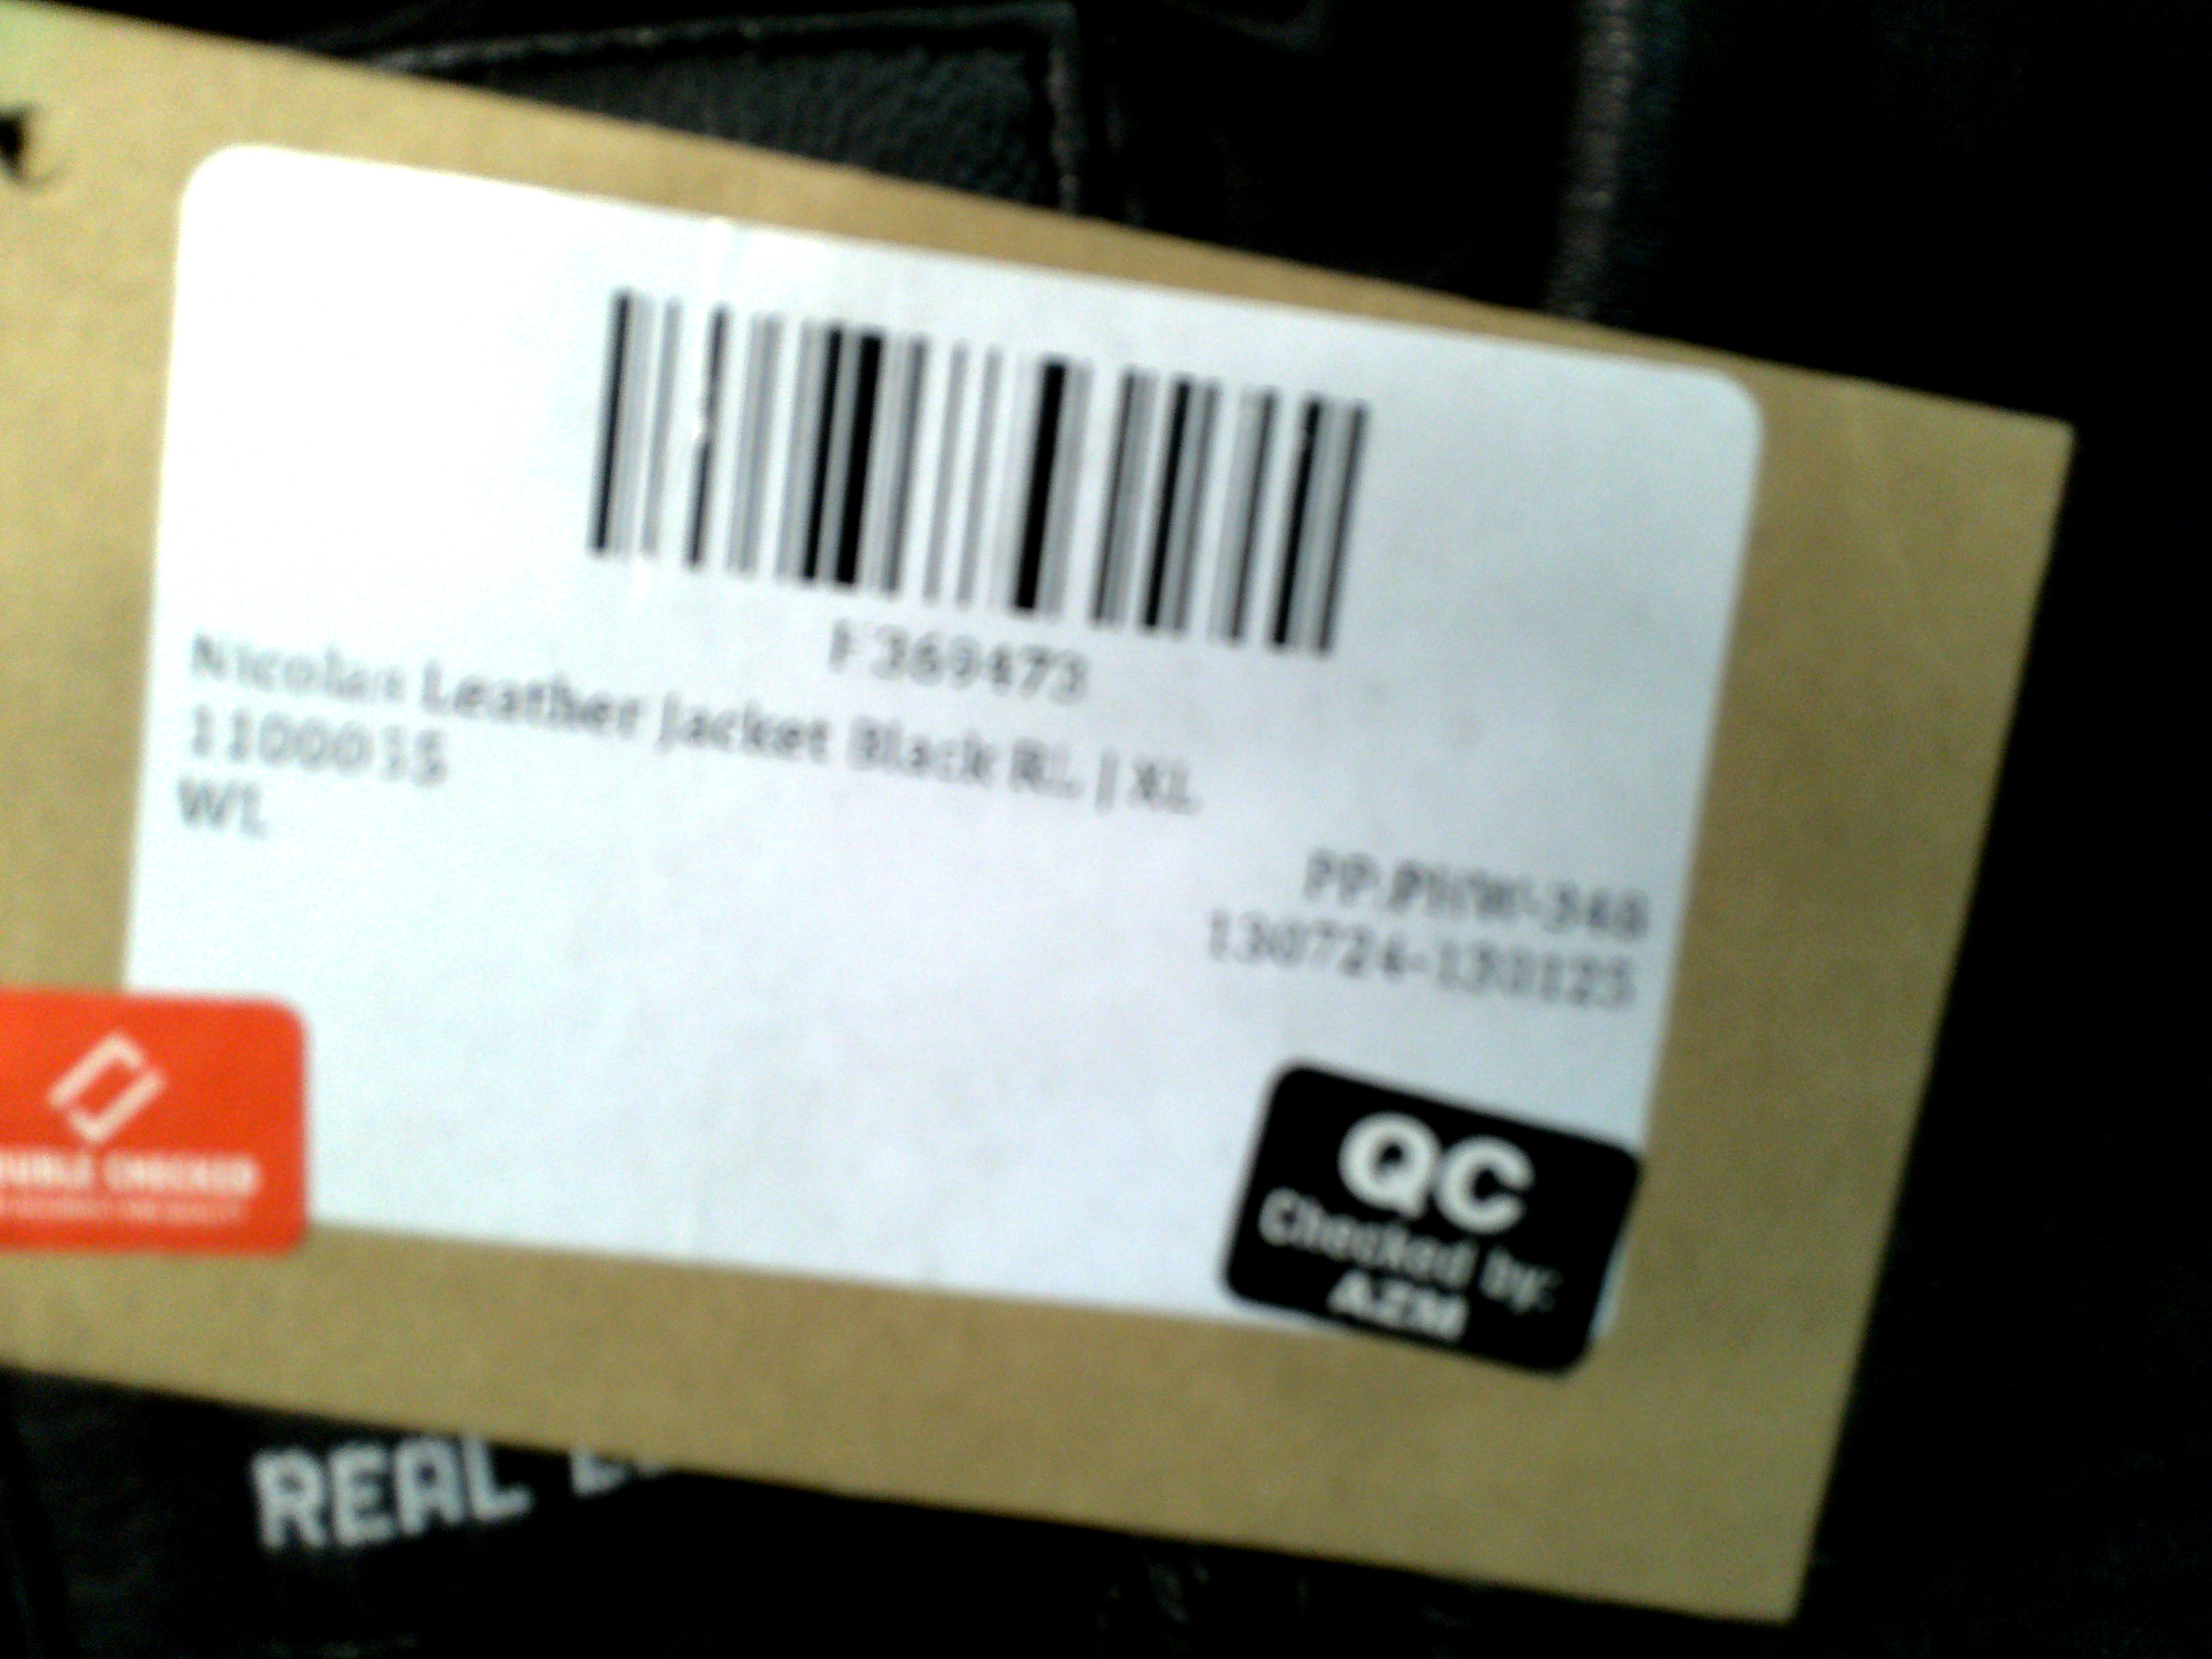 F369473
Nicolas Leather Jacket Black RL | XL
1100015
WL
PP.PHW-348
130724-130125
CHECKED
QC
Checked by:
AZM
REAL